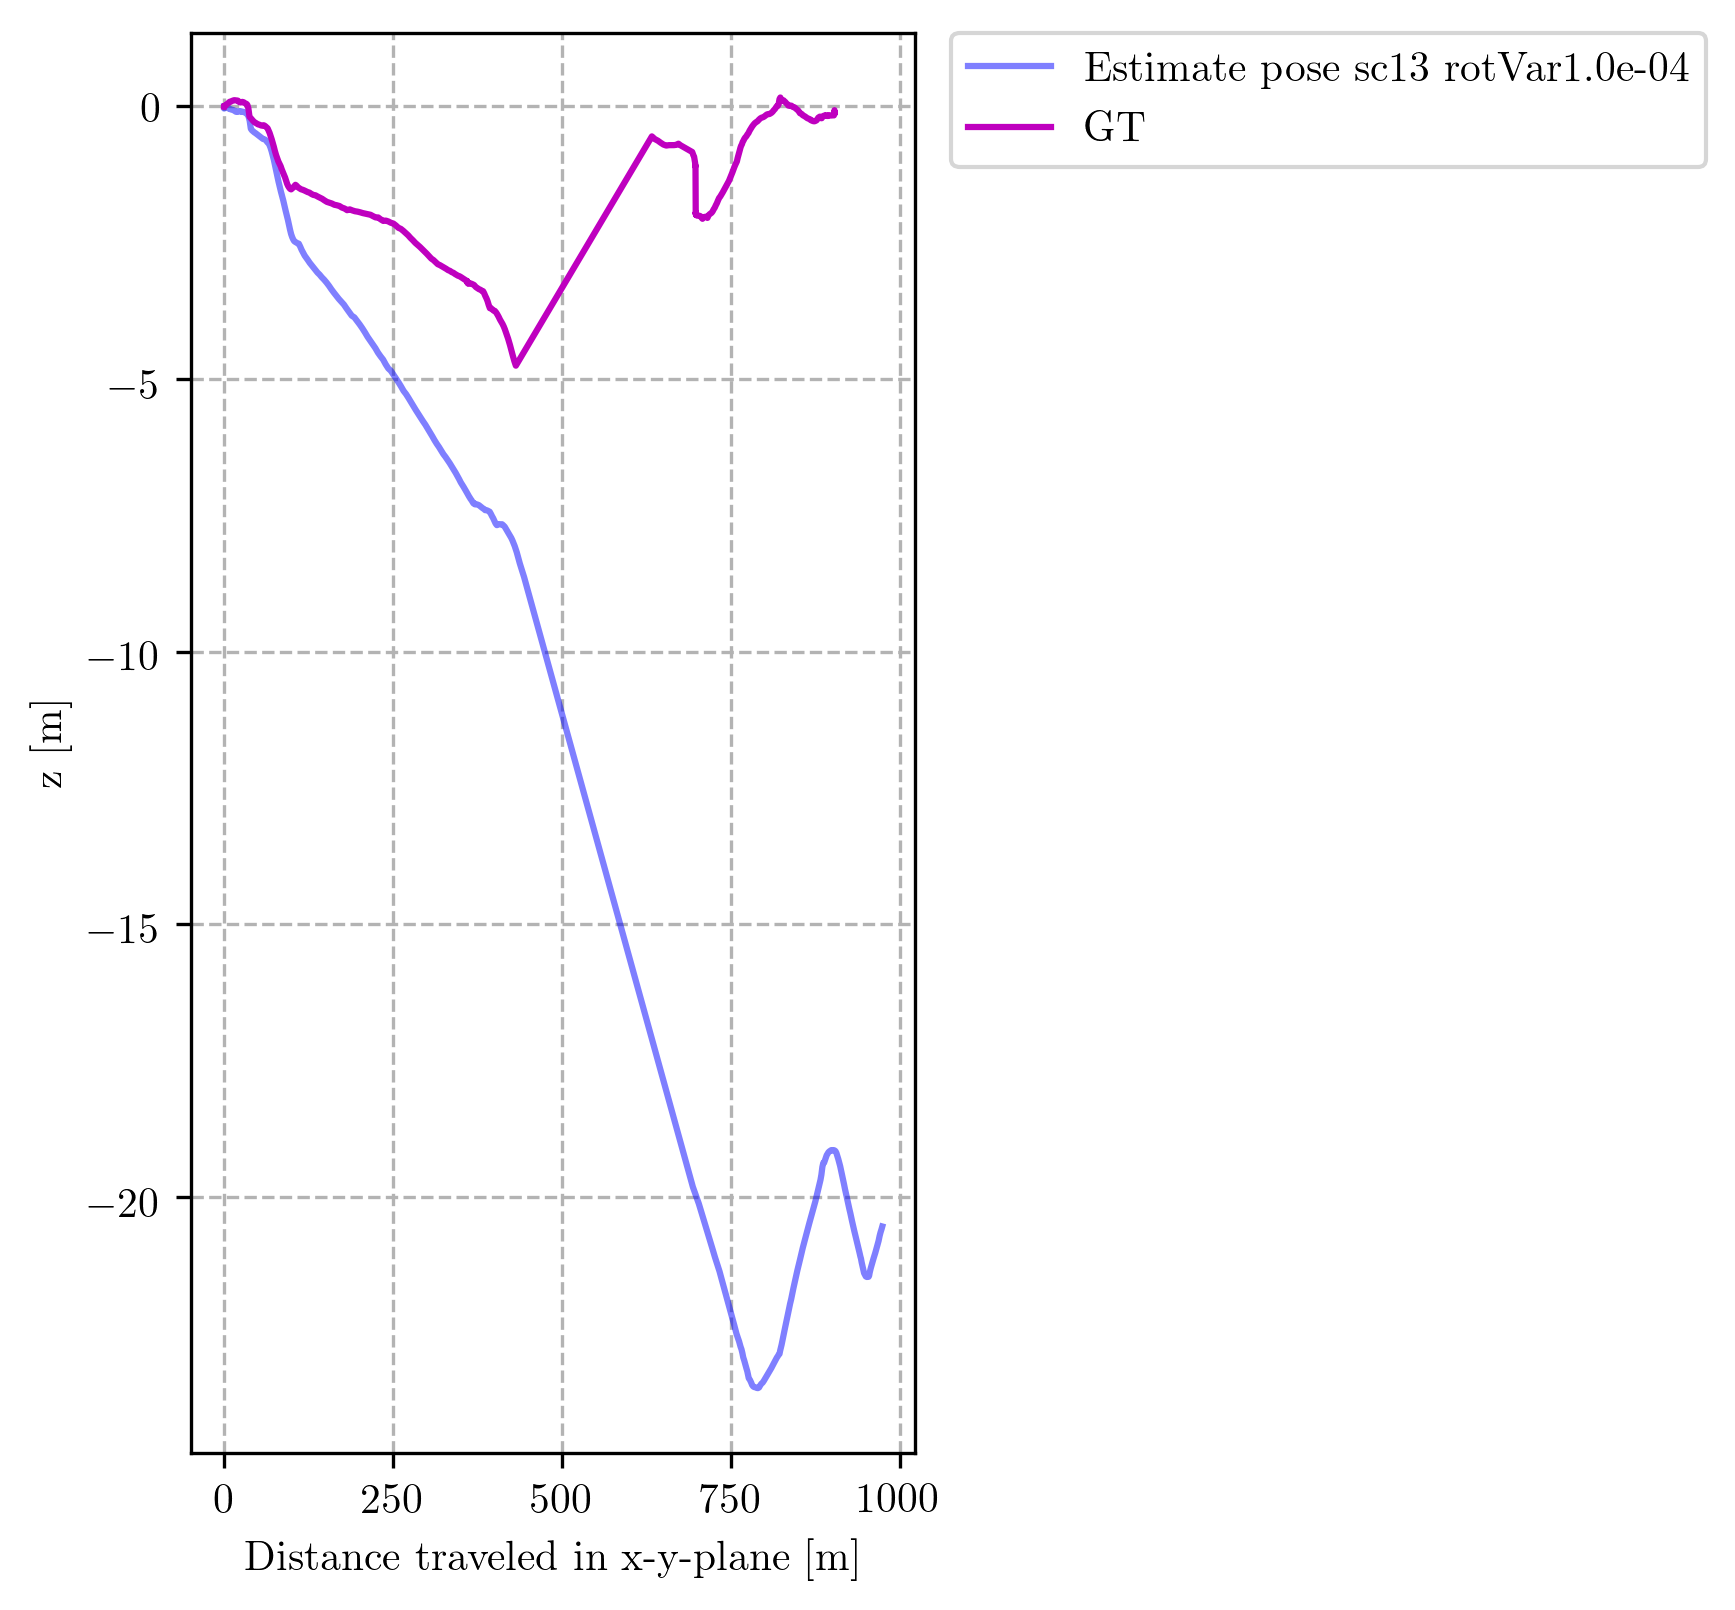 Estimate pose sc13 rotVar1.0e-04
GT
0
−5
−10
−15
−20
z [m]
0 250 500 750 1000
Distance traveled in x-y-plane [m]